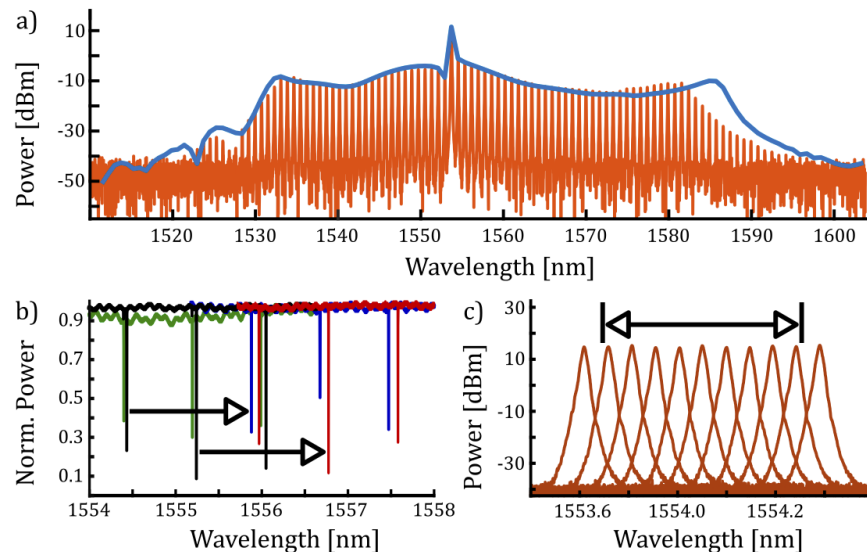 a)
Power [dBm]
10
-10
-30
-50
1520 1530 1540 1550 1560 1570 1580 1590 1600
Wavelength [nm]
b)
Norm. Power
0.9
0.7
0.5
0.3
0.1
1554 1555 1556 1557 1558
Wavelength [nm]
c)
Power [dBm]
30
10
-10
-30
1553.6 1554.0 1554.2
Wavelength [nm]